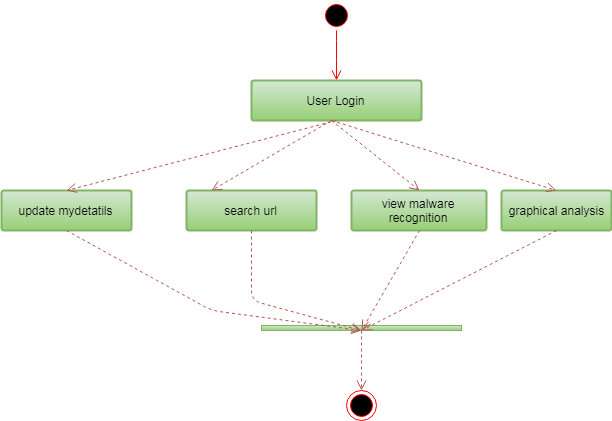 User Login
update mydetatils
search url
view malware
recognition
graphical analysis